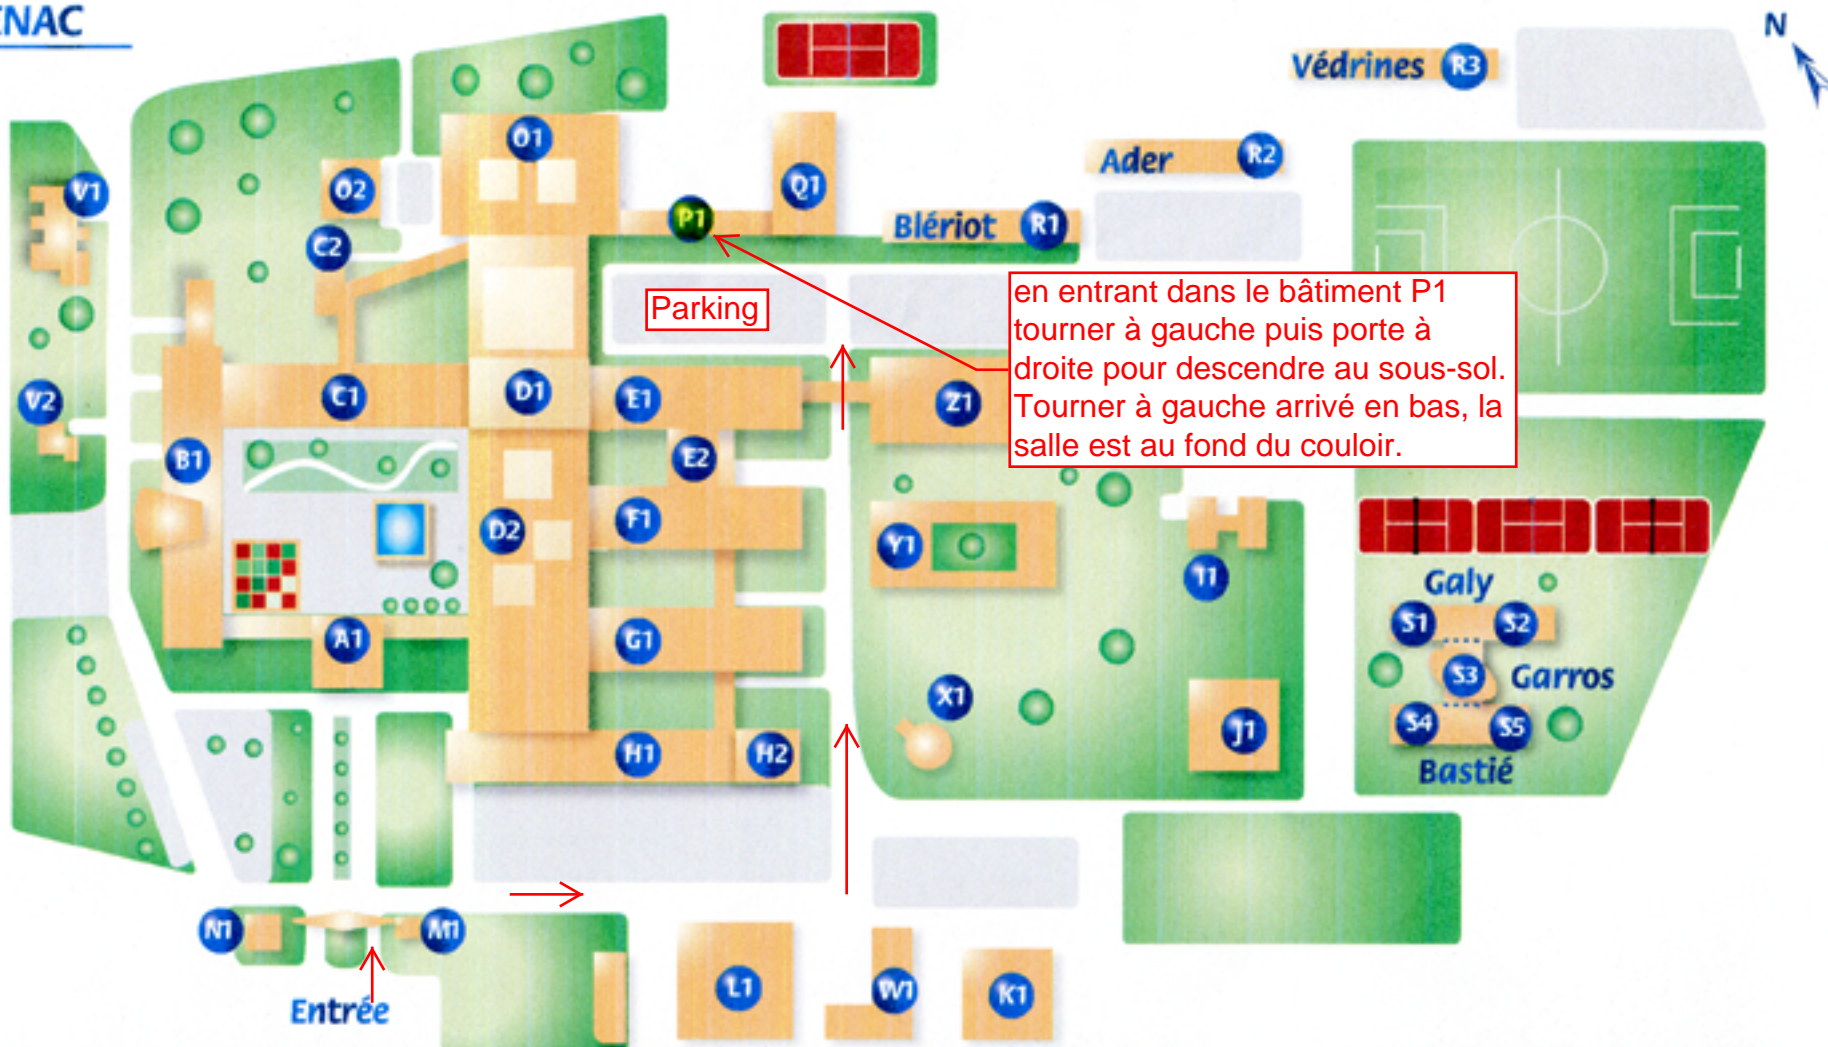 ENAC
N
Védrines R3
O1
Ader R2
V1
O2
Q1
P1
Blériot R1
C2
Parking
en entrant dans le bâtiment P1
tourner à gauche puis porte à
droite pour descendre au sous-sol.
Tourner à gauche arrivé en bas, la
salle est au fond du couloir.
V2
C1
D1
E1
Z1
B1
E2
D2
F1
Y1
T1
Galy
S1
S2
A1
G1
S3
Garros
X1
S4
S5
J1
H1
H2
Bastié
N1
M1
L1
W1
K1
Entrée